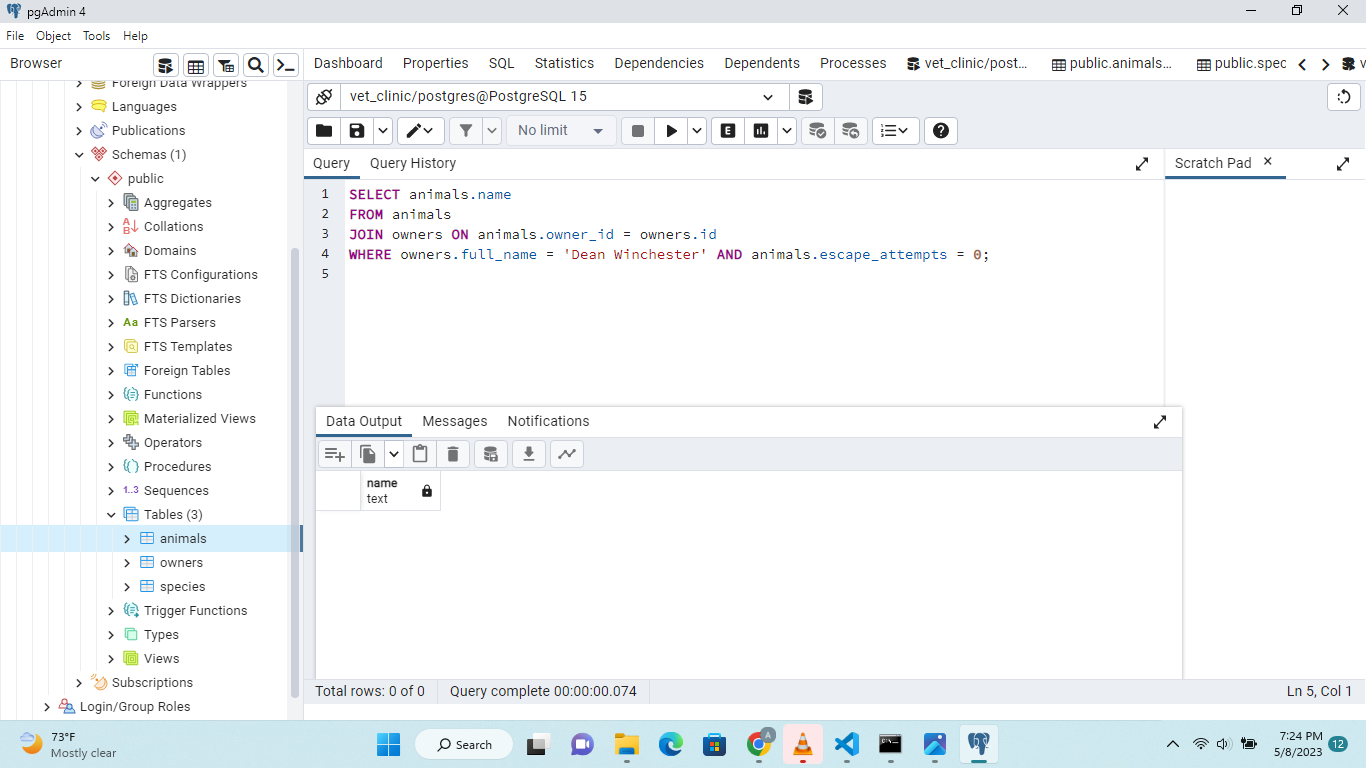 pgAdmin 4
File Object Tools Help
Browser
Dashboard Properties SQL Statistics Dependencies Dependents Processes vet_clinic/post... public.animals... public.spec v
Foreign Data Wrappers
Languages
Publications
Schemas (1)
public
Aggregates
Collations
Domains
FTS Configurations
FTS Dictionaries
Aa FTS Parsers
FTS Templates
Foreign Tables
Functions
Materialized Views
Operators
Procedures
1..3 Sequences
Tables (3)
animals
owners
species
Trigger Functions
Types
Views
Subscriptions
Login/Group Roles
vet_clinic/postgres@PostgreSQL 15
No limit
E
Query Query History
Scratch Pad
1 SELECT animals.name
2 FROM animals
3 JOIN owners ON animals.owner_id = owners.id
4 WHERE owners.full_name = 'Dean Winchester' AND animals.escape_attempts = 0;
5
Data Output Messages Notifications
name
text
Total rows: 0 of 0 Query complete 00:00:00.074 Ln 5, Col 1
73°F
Mostly clear
Search
A
7:24 PM
5/8/2023
12